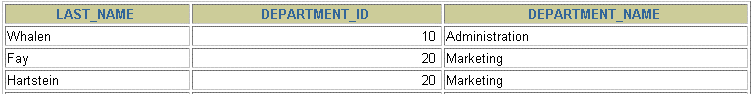 LAST_NAME DEPARTMENT_ID DEPARTMENT_NAME
Whalen 10 Administration
Fay 20 Marketing
Hartstein 20 Marketing